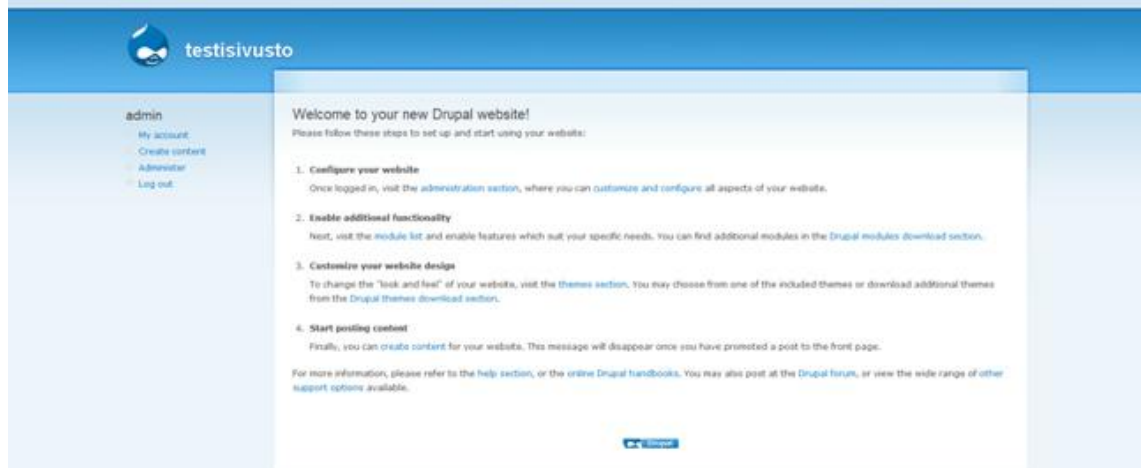 testisivusto
admin
My account
Create content
Administer
Log out
Welcome to your new Drupal website!
Please follow these steps to set up and start using your website:
1. Configure your website
Once logged in, visit the administration section, where you can customize and configure all aspects of your website.
2. Enable additional functionality
Next, visit the module list and enable features which suit your specific needs. You can find additional modules in the Drupal modules download section.
3. Customize your website design
To change the "look and feel" of your website, visit the themes section. You may choose from one of the included themes or download additional themes
from the Drupal themes download section.
4. Start posting content
Finally, you can create content for your website. This message will disappear once you have promoted a post to the front page.
For more information, please refer to the help section, or the online Drupal handbooks. You may also post at the Drupal forum, or view the wide range of other
support options available.
Drupal